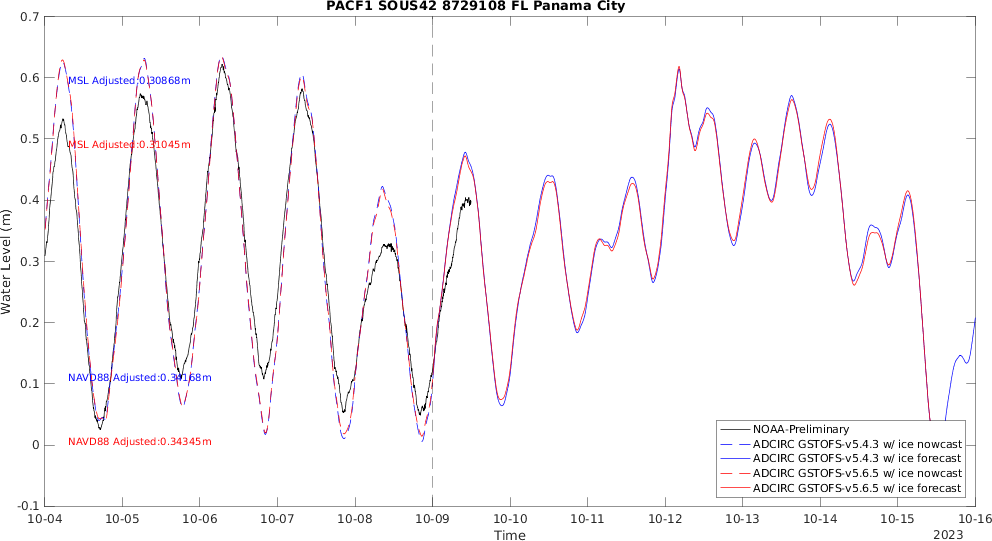 PACF1 SOUS42 8729108 FL Panama City
0.7
0.6
0.5
0.4
0.3
0.2
0.1
0
-0.1
Water Level (m)
MSL Adjusted:0.30868m
MSL Adjusted:0.31045m
NAVD88 Adjusted:0.34168m
NAVD88 Adjusted:0.34345m
NOAA-Preliminary
ADCIRC GSTOFS-v5.4.3 w/ ice nowcast
ADCIRC GSTOFS-v5.4.3 w/ ice forecast
ADCIRC GSTOFS-v5.6.5 w/ ice nowcast
ADCIRC GSTOFS-v5.6.5 w/ ice forecast
10-04 10-05 10-06 10-07 10-08 10-09 10-10 10-11 10-12 10-13 10-14 10-15 10-16
Time
2023